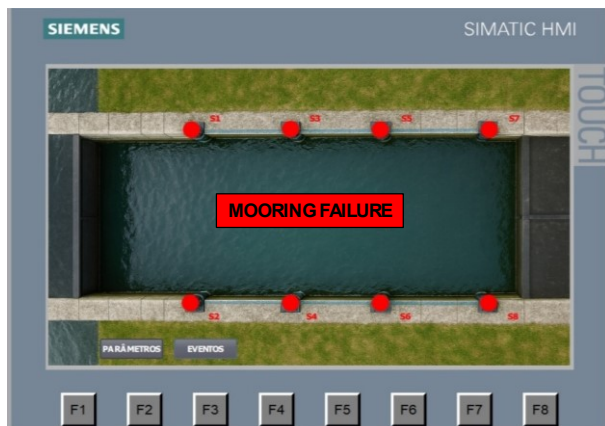 SIEMENS
SIMATIC HMI
TOUCH
S1 S3 S5 S7
MOORING FAILURE
S2 S4 S6 S8
PARÂMETROS EVENTOS
F1 F2 F3 F4 F5 F6 F7 F8